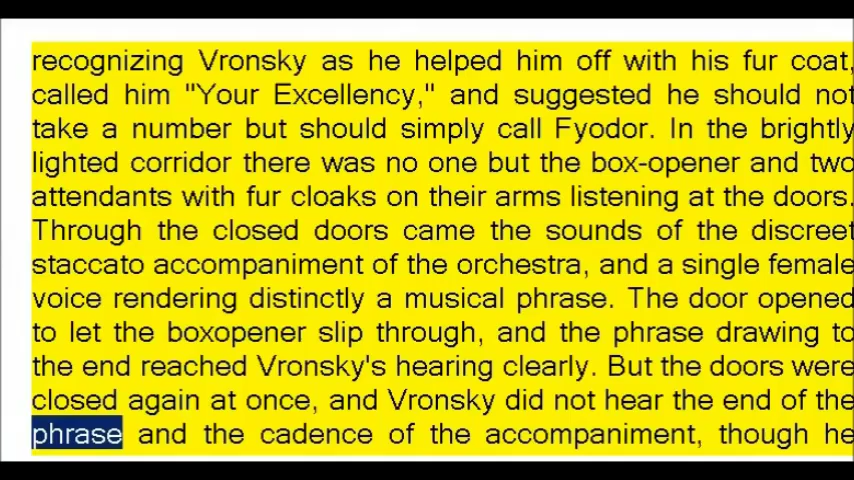 recognizing Vronsky as he helped him off with his fur coat,
called him "Your Excellency," and suggested he should not
take a number but should simply call Fyodor. In the brightly
lighted corridor there was no one but the box-opener and two
attendants with fur cloaks on their arms listening at the doors.
Through the closed doors came the sounds of the discreet
staccato accompaniment of the orchestra, and a single female
voice rendering distinctly a musical phrase. The door opened
to let the boxopener slip through, and the phrase drawing to
the end reached Vronsky's hearing clearly. But the doors were
closed again at once, and Vronsky did not hear the end of the
phrase and the cadence of the accompaniment, though he